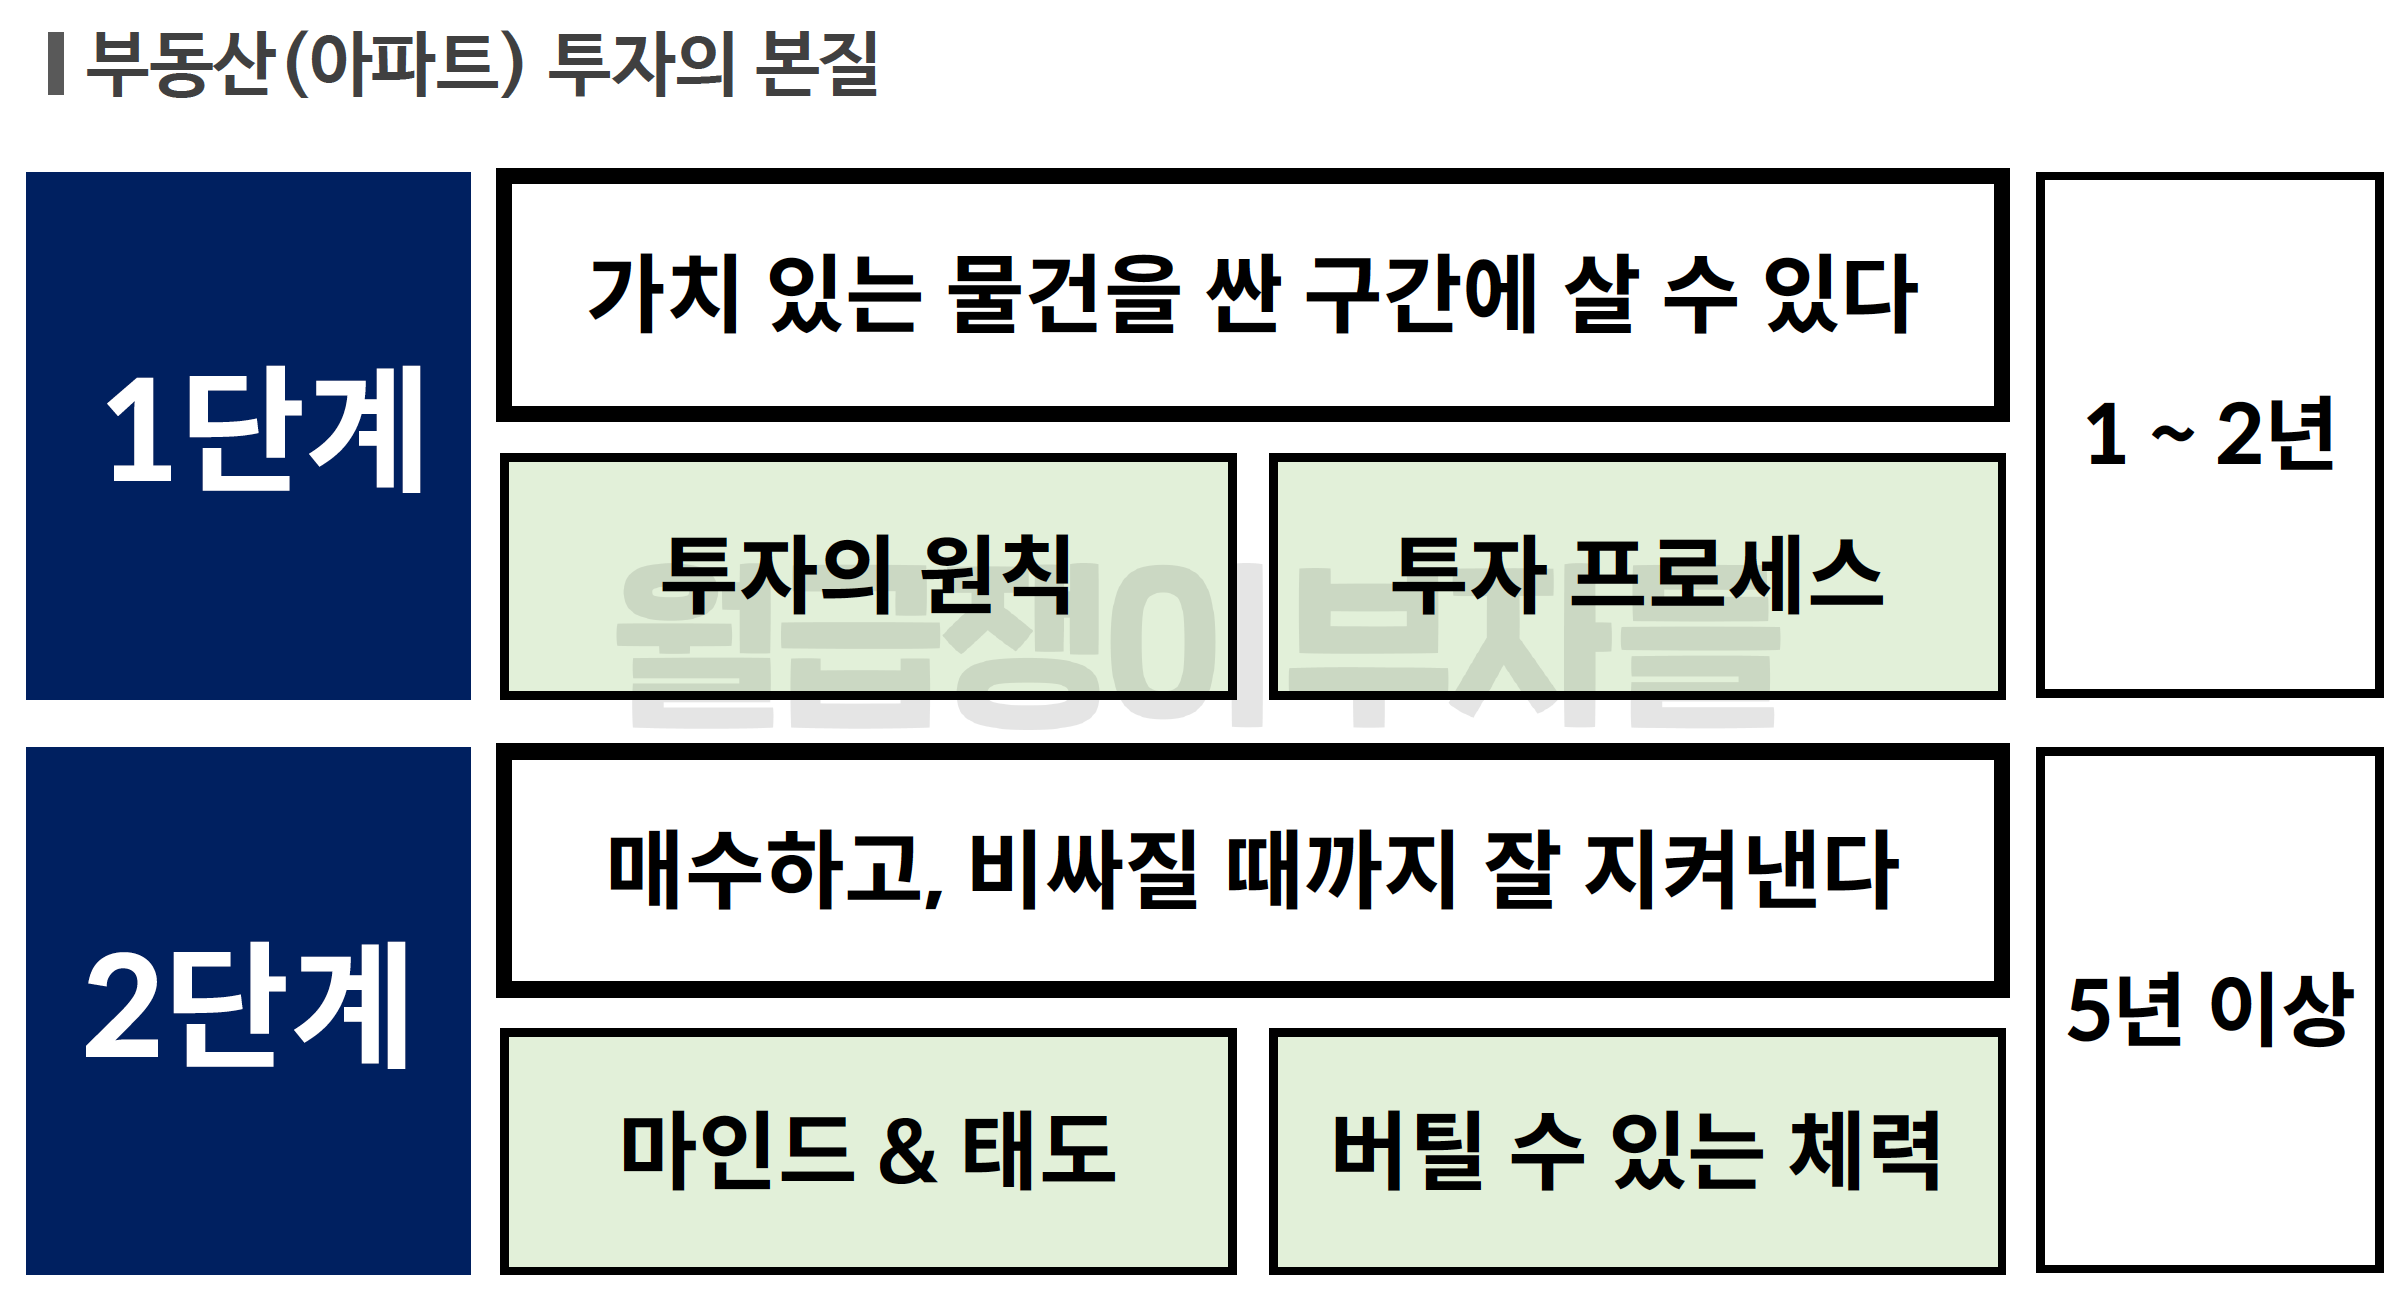 부동산(아파트) 투자의 본질
1단계
가치 있는 물건을 싼 구간에 살 수 있다
투자의 원칙
투자 프로세스
1 ~ 2년
월급쟁이부자들
2단계
매수하고, 비싸질 때까지 잘 지켜낸다
마인드 & 태도
버틸 수 있는 체력
5년 이상